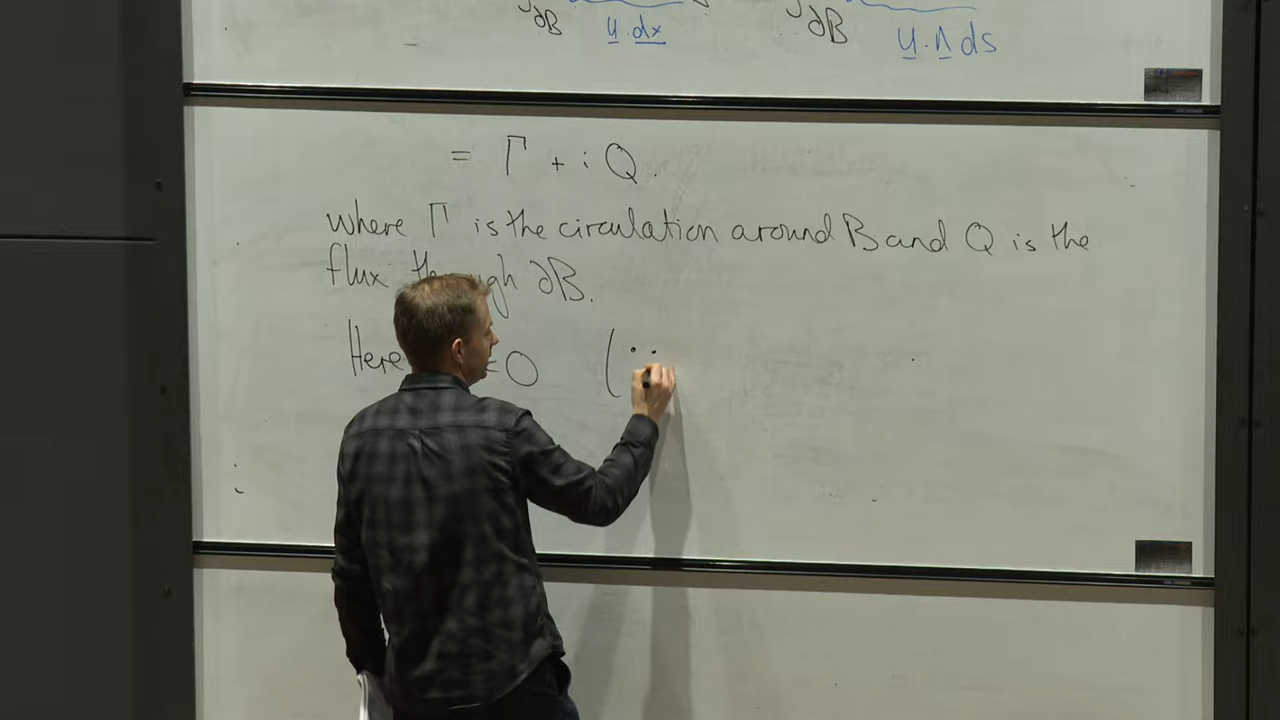 ∂B u.dx ∂B u.n ds
= Γ + i Q.
where Γ is the circulation around B and Q is the
flux through ∂B.
Here = 0 (∵